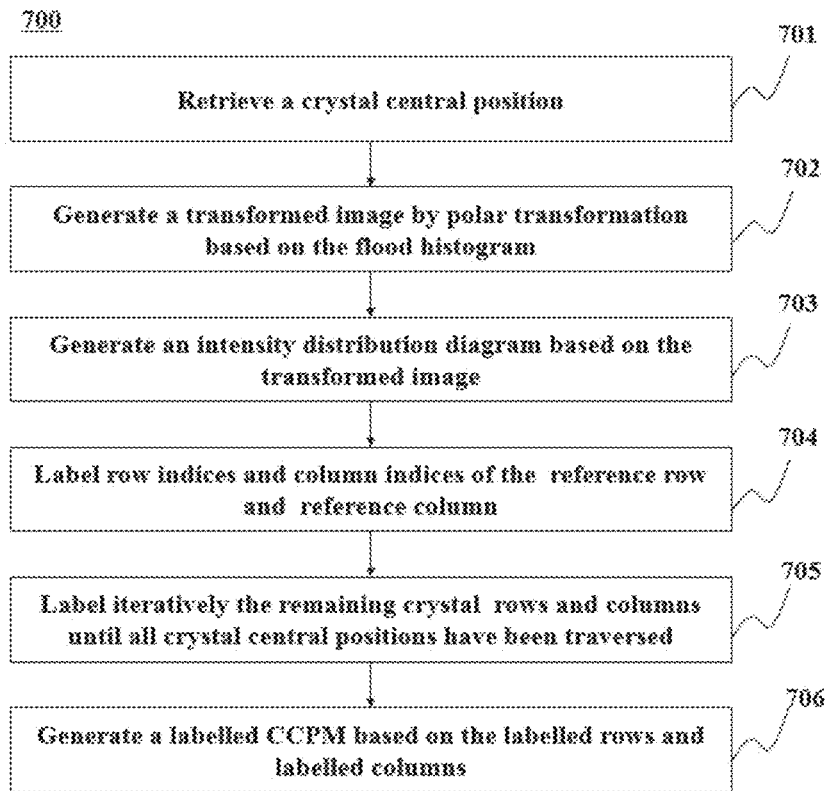 700
701
Retrieve a crystal central position
702
Generate a transformed image by polar transformation
based on the flood histogram
703
Generate an intensity distribution diagram based on the
transformed image
704
Label row indices and column indices of the reference row
and reference column
705
Label iteratively the remaining crystal rows and columns
until all crystal central positions have been traversed
706
Generate a labelled CCPM based on the labelled rows and
labelled columns